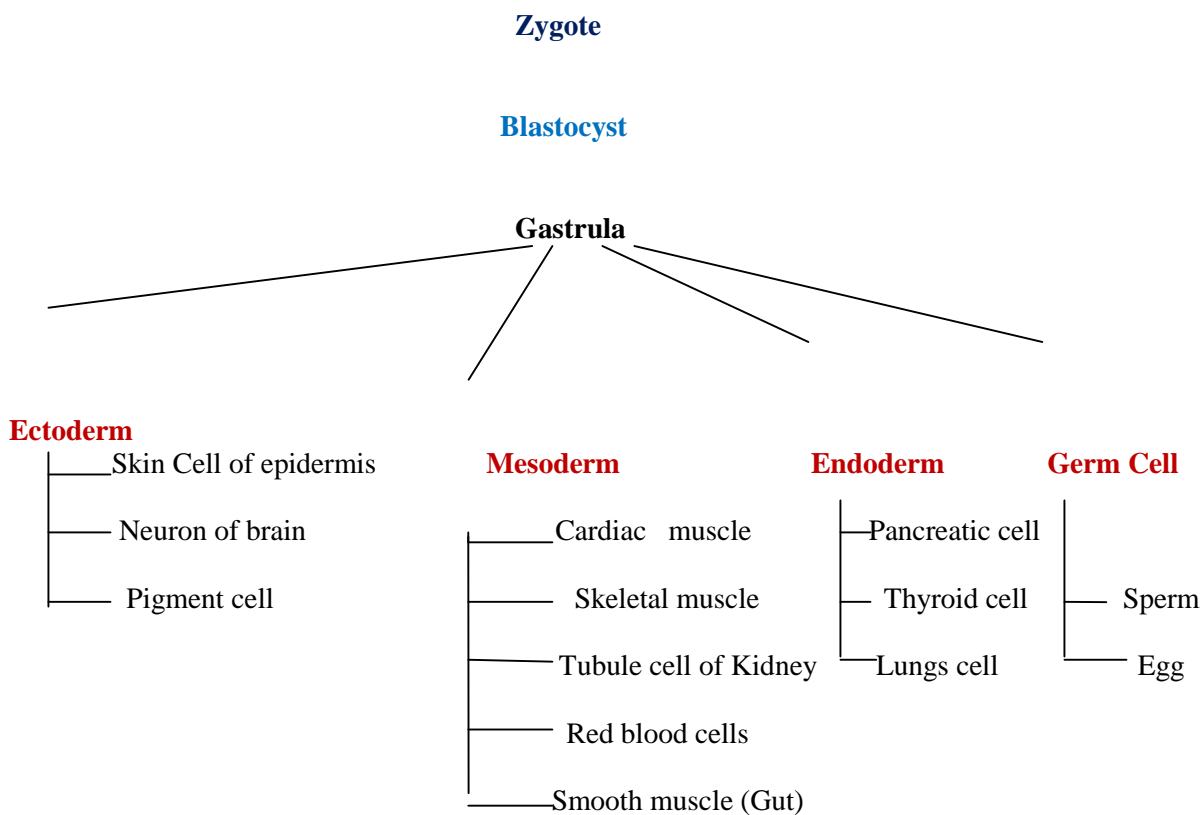 Zygote
Blastocyst
Gastrula
Ectoderm
Skin Cell of epidermis
Neuron of brain
Pigment cell
Mesoderm
Cardiac muscle
Skeletal muscle
Tubule cell of Kidney
Red blood cells
Smooth muscle (Gut)
Endoderm
Pancreatic cell
Thyroid cell
Lungs cell
Germ Cell
Sperm
Egg